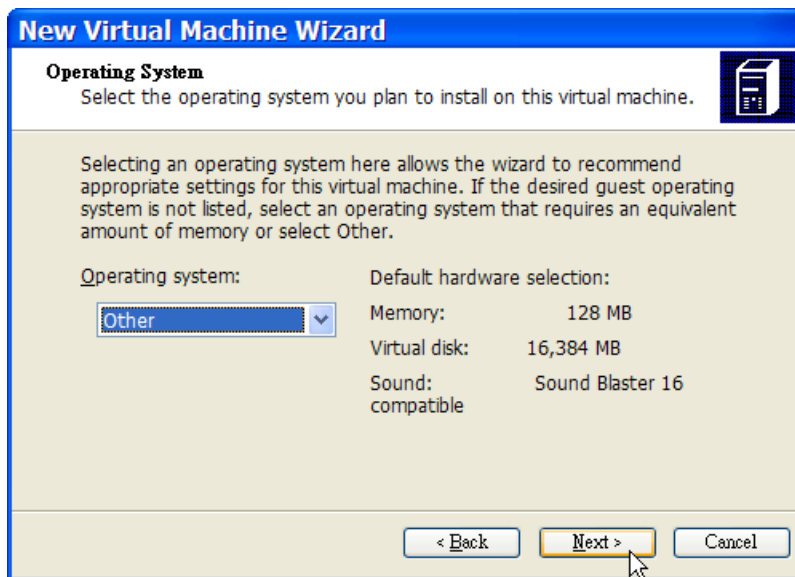 New Virtual Machine Wizard
Operating System
Select the operating system you plan to install on this virtual machine.
Selecting an operating system here allows the wizard to recommend
appropriate settings for this virtual machine. If the desired guest operating
system is not listed, select an operating system that requires an equivalent
amount of memory or select Other.
Operating system:
Other
Default hardware selection:
Memory: 128 MB
Virtual disk: 16,384 MB
Sound: Sound Blaster 16
compatible
< Back Next > Cancel